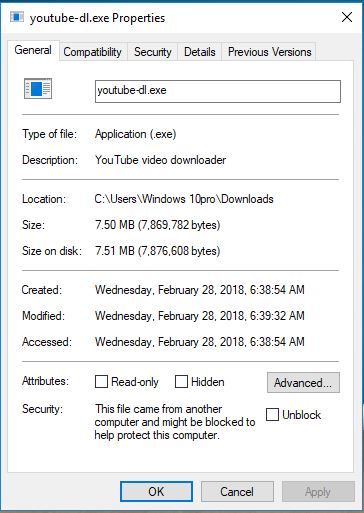 youtube-dl.exe Properties
General Compatibility Security Details Previous Versions
youtube-dl.exe
Type of file: Application (.exe)
Description: YouTube video downloader
Location: C:\Users\Windows 10pro\Downloads
Size: 7.50 MB (7,869,782 bytes)
Size on disk: 7.51 MB (7,876,608 bytes)
Created: Wednesday, February 28, 2018, 6:38:54 AM
Modified: Wednesday, February 28, 2018, 6:39:32 AM
Accessed: Wednesday, February 28, 2018, 6:38:54 AM
Attributes: Read-only Hidden Advanced...
Security: This file came from another
computer and might be blocked to
help protect this computer.
Unblock
OK Cancel Apply